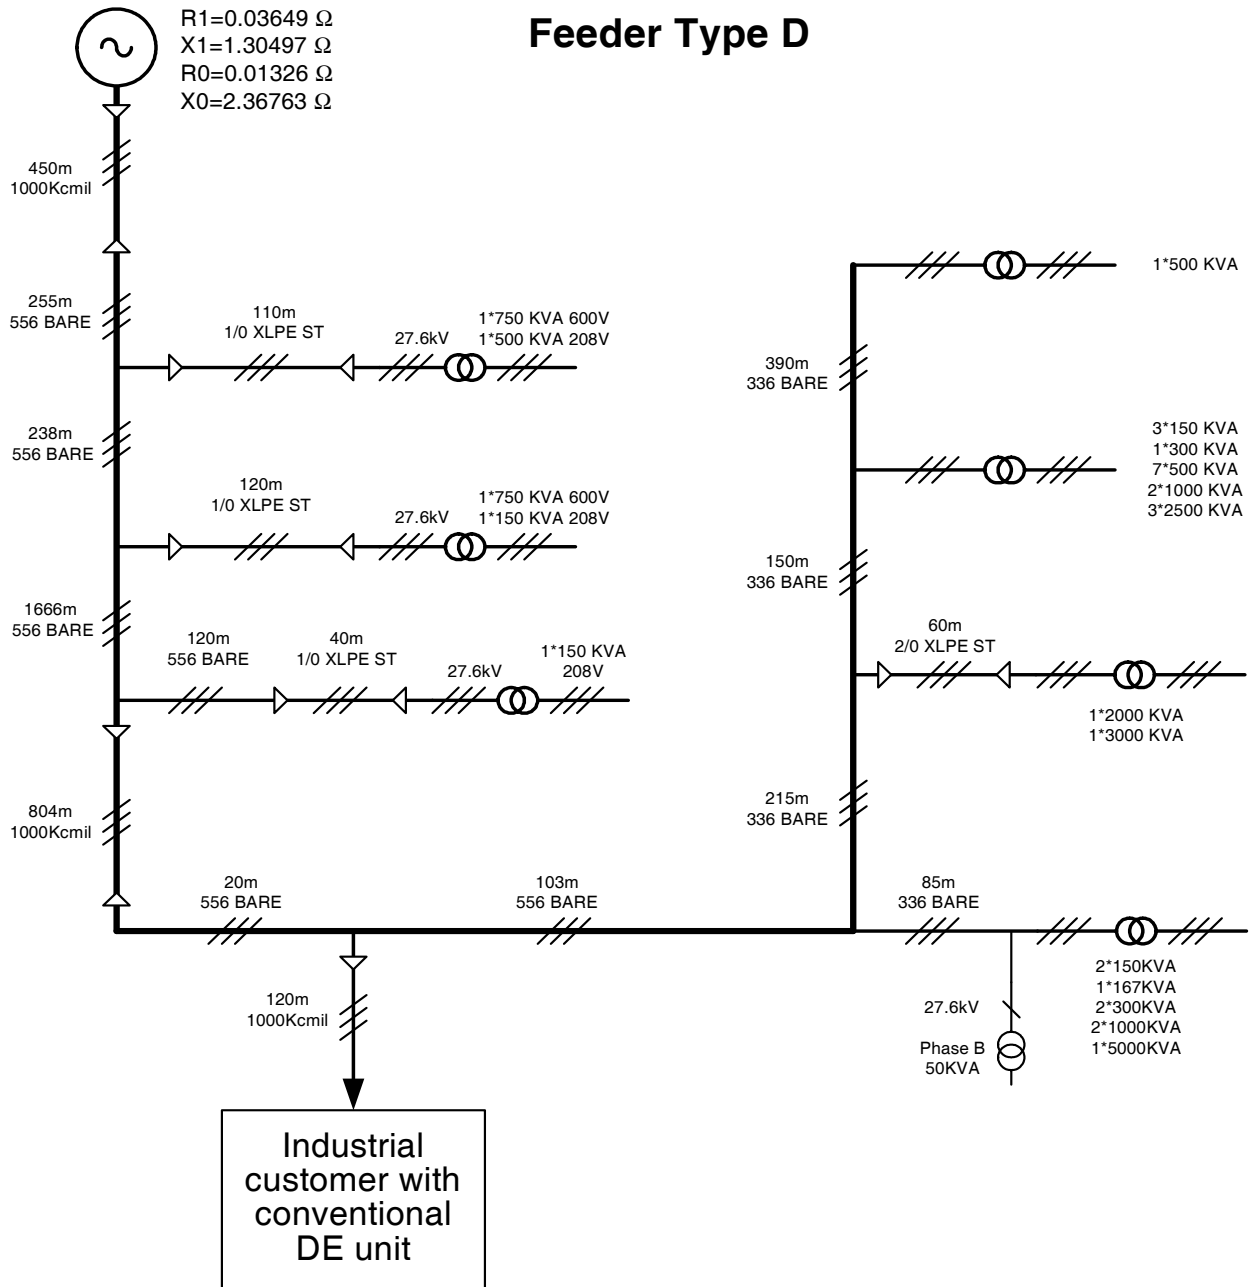 Feeder Type D
R1=0.03649 Ω
X1=1.30497 Ω
R0=0.01326 Ω
X0=2.36763 Ω
450m
1000Kcmil
255m
556 BARE
110m
1/0 XLPE ST
27.6kV
1*750 KVA 600V
1*500 KVA 208V
238m
556 BARE
120m
1/0 XLPE ST
27.6kV
1*750 KVA 600V
1*150 KVA 208V
1666m
556 BARE
120m
556 BARE
40m
1/0 XLPE ST
27.6kV
1*150 KVA
208V
804m
1000Kcmil
20m
556 BARE
103m
556 BARE
120m
1000Kcmil
Industrial
customer with
conventional
DE unit
1*500 KVA
390m
336 BARE
3*150 KVA
1*300 KVA
7*500 KVA
2*1000 KVA
3*2500 KVA
150m
336 BARE
60m
2/0 XLPE ST
1*2000 KVA
1*3000 KVA
215m
336 BARE
85m
336 BARE
27.6kV
Phase B
50KVA
2*150KVA
1*167KVA
2*300KVA
2*1000KVA
1*5000KVA